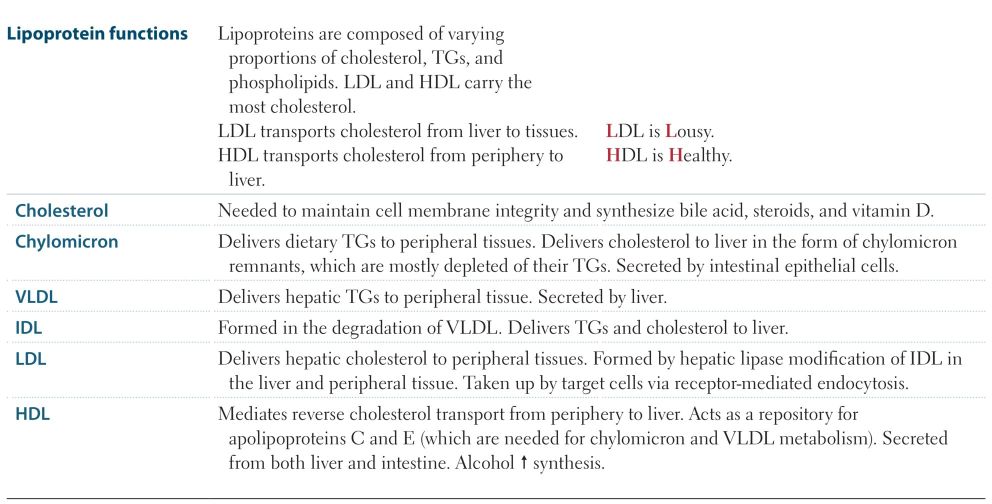 Lipoprotein functions
Lipoproteins are composed of varying
proportions of cholesterol, TGs, and
phospholipids. LDL and HDL carry the
most cholesterol.
LDL transports cholesterol from liver to tissues.
HDL transports cholesterol from periphery to
liver.
LDL is Lousy.
HDL is Healthy.
Cholesterol
Needed to maintain cell membrane integrity and synthesize bile acid, steroids, and vitamin D.
Chylomicron
Delivers dietary TGs to peripheral tissues. Delivers cholesterol to liver in the form of chylomicron
remnants, which are mostly depleted of their TGs. Secreted by intestinal epithelial cells.
VLDL
Delivers hepatic TGs to peripheral tissue. Secreted by liver.
IDL
Formed in the degradation of VLDL. Delivers TGs and cholesterol to liver.
LDL
Delivers hepatic cholesterol to peripheral tissues. Formed by hepatic lipase modification of IDL in
the liver and peripheral tissue. Taken up by target cells via receptor-mediated endocytosis.
HDL
Mediates reverse cholesterol transport from periphery to liver. Acts as a repository for
apolipoproteins C and E (which are needed for chylomicron and VLDL metabolism). Secreted
from both liver and intestine. Alcohol ↑ synthesis.